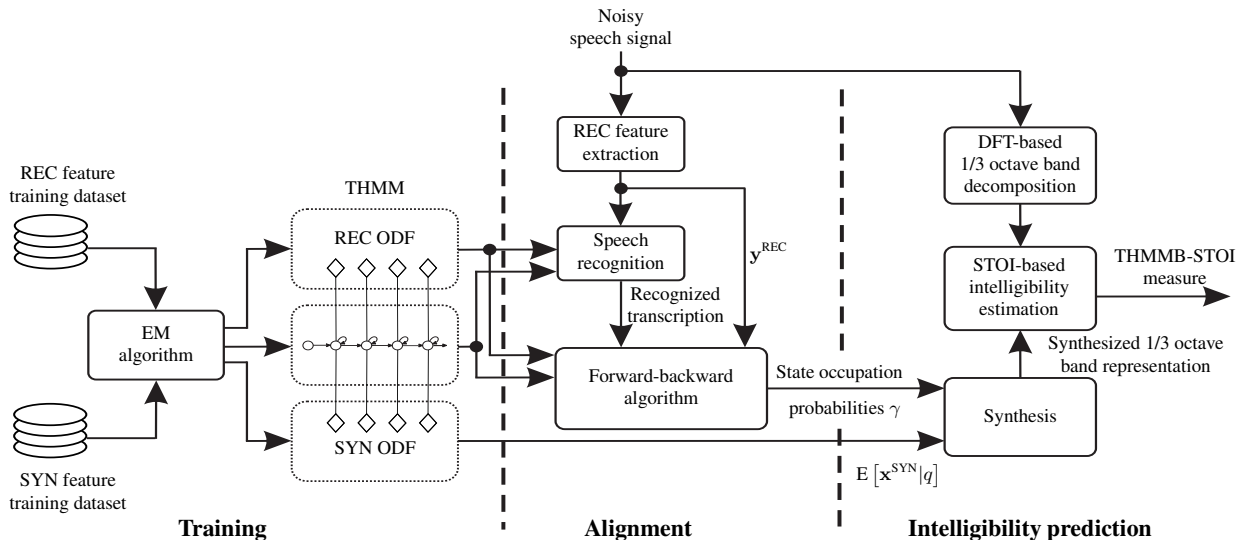 Noisy
speech signal
REC feature
extraction
DFT-based
1/3 octave band
decomposition
REC feature
training dataset
THMM
REC ODF
Speech
recognition
y^REC
STOI-based
intelligibility
estimation
THMMB-STOI
measure
Recognized
transcription
EM
algorithm
Synthesized 1/3 octave
band representation
Forward-backward
algorithm
State occupation
probabilities γ
Synthesis
SYN ODF
E [x^SYN|q]
SYN feature
training dataset
Training
Alignment
Intelligibility prediction